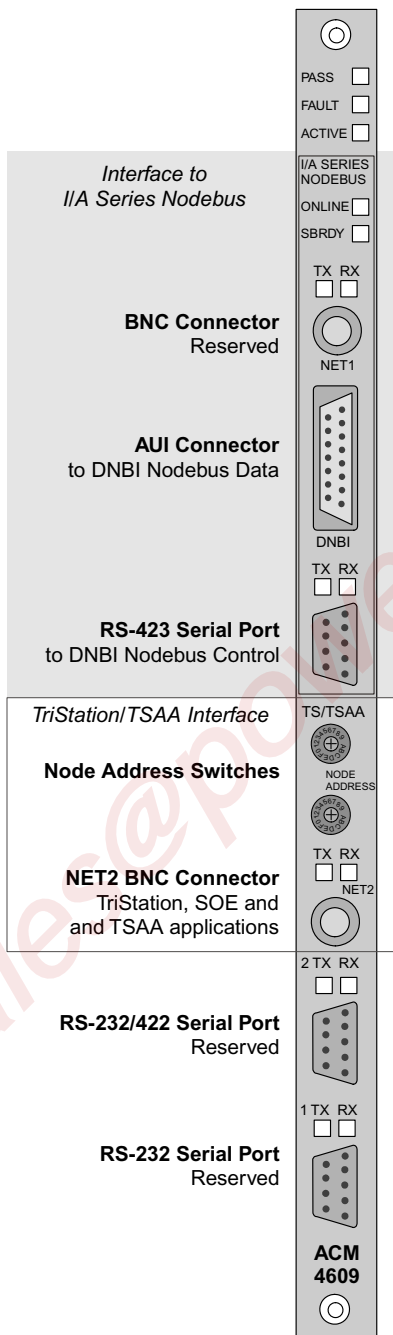 PASS
FAULT
ACTIVE
Interface to
I/A Series Nodebus
I/A SERIES
NODEBUS
ONLINE
SBRDY
TX RX
BNC Connector
Reserved
NET1
AUI Connector
to DNBI Nodebus Data
DNBI
TX RX
RS-423 Serial Port
to DNBI Nodebus Control
TriStation/TSAA Interface
TS/TSAA
Node Address Switches
NODE
ADDRESS
TX RX
NET2
NET2 BNC Connector
TriStation, SOE and
and TSAA applications
2 TX RX
RS-232/422 Serial Port
Reserved
1 TX RX
RS-232 Serial Port
Reserved
ACM
4609